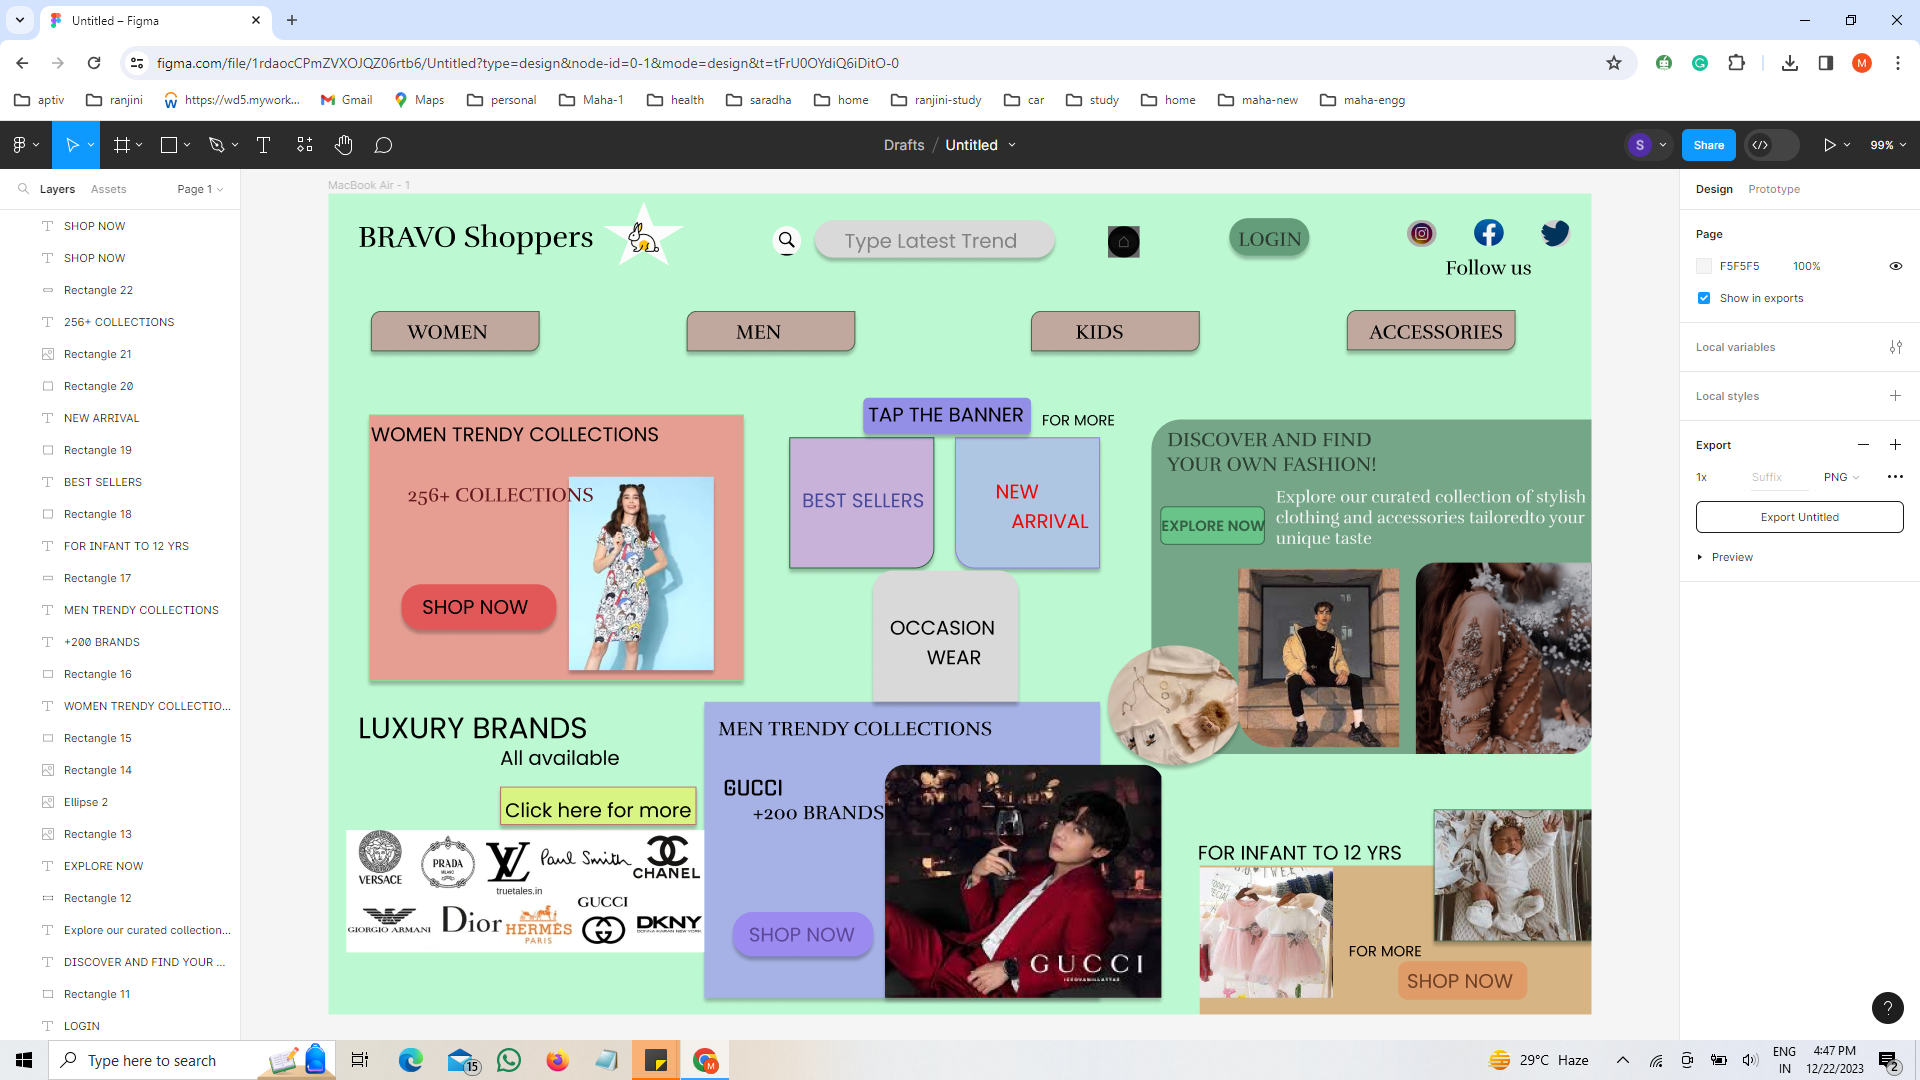 Untitled – Figma
figma.com/file/1rdaocCPmZVXOJQZ06rtb6/Untitled?type=design&node-id=0-1&mode=design&t=tFrU0OYdiQ6iDitO-0
M
aptiv
ranjini
https://wd5.mywork...
Gmail
Maps
personal
Maha-1
health
saradha
home
ranjini-study
car
study
home
maha-new
maha-engg
Drafts / Untitled
S
Share
99%
Layers
Assets
Page 1
SHOP NOW
SHOP NOW
Rectangle 22
256+ COLLECTIONS
Rectangle 21
Rectangle 20
NEW ARRIVAL
Rectangle 19
BEST SELLERS
Rectangle 18
FOR INFANT TO 12 YRS
Rectangle 17
MEN TRENDY COLLECTIONS
+200 BRANDS
Rectangle 16
WOMEN TRENDY COLLECTIO...
Rectangle 15
Rectangle 14
Ellipse 2
Rectangle 13
EXPLORE NOW
Rectangle 12
Explore our curated collection...
DISCOVER AND FIND YOUR ...
Rectangle 11
LOGIN
MacBook Air - 1
BRAVO Shoppers
Type Latest Trend
LOGIN
Follow us
WOMEN
MEN
KIDS
ACCESSORIES
WOMEN TRENDY COLLECTIONS
256+ COLLECTIONS
SHOP NOW
TAP THE BANNER
FOR MORE
BEST SELLERS
NEW
ARRIVAL
OCCASION
WEAR
DISCOVER AND FIND
YOUR OWN FASHION!
EXPLORE NOW
Explore our curated collection of stylish
clothing and accessories tailoredto your
unique taste
LUXURY BRANDS
All available
Click here for more
VERSACE
PRADA
MILANO
LV
truetales.in
Paul Smith
CHANEL
GIORGIO ARMANI
Dior
HERMÈS
PARIS
GUCCI
DKNY
DONNA KARAN NEW YORK
MEN TRENDY COLLECTIONS
GUCCI
+200 BRANDS
SHOP NOW
GUCCI
FOR INFANT TO 12 YRS
FOR MORE
SHOP NOW
Design
Prototype
Page
F5F5F5
100%
Show in exports
Local variables
Local styles
Export
1x
Suffix
PNG
Export Untitled
Preview
?
Type here to search
15
M
29°C Haze
ENG
IN
4:47 PM
12/22/2023
2